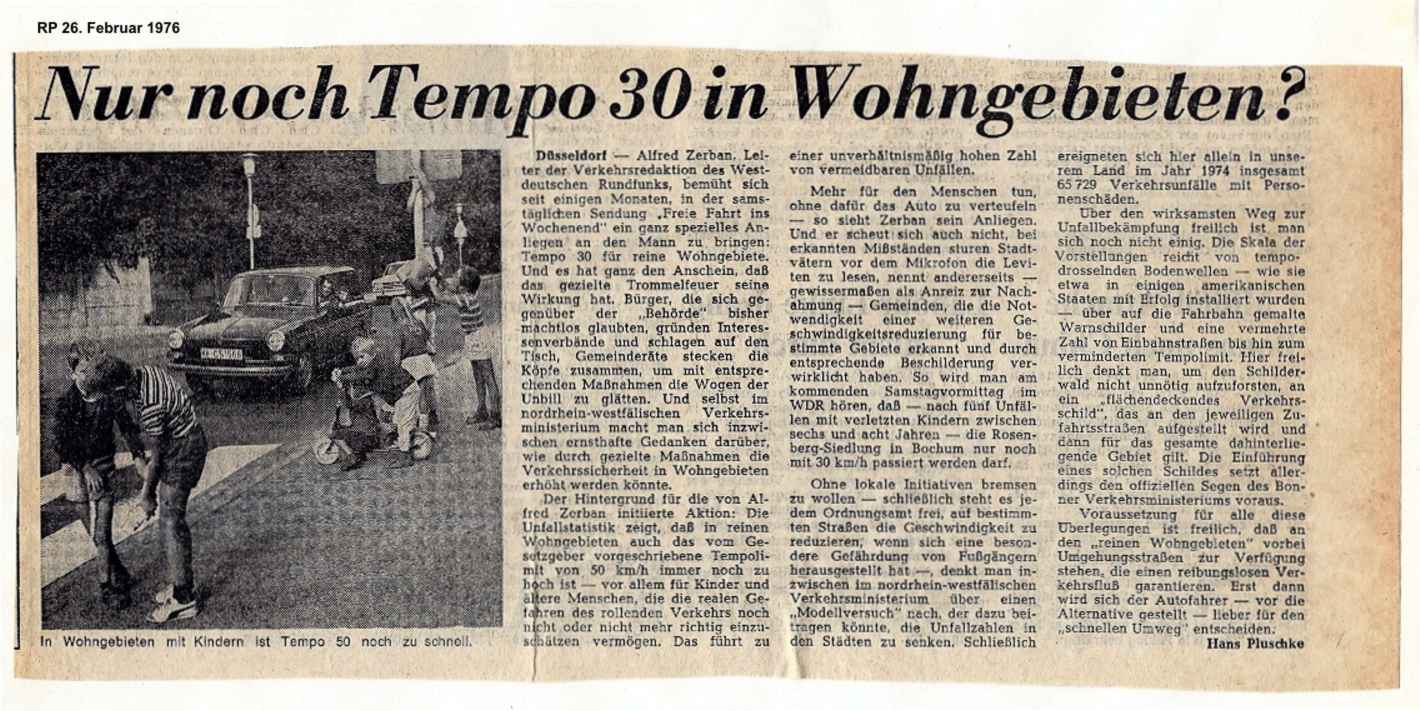 RP 26. Februar 1976
Nur noch Tempo 30 in Wohngebieten?
In Wohngebieten mit Kindern ist Tempo 50 noch zu schnell.
Düsseldorf — Alfred Zerban, Lei-
ter der Verkehrsredaktion des West-
deutschen Rundfunks, bemüht sich
seit einigen Monaten, in der sams-
täglichen Sendung „Freie Fahrt ins
Wochenend" ein ganz spezielles An-
liegen an den Mann zu bringen:
Tempo 30 für reine Wohngebiete.
Und es hat ganz den Anschein, daß
das gezielte Trommelfeuer seine
Wirkung hat. Bürger, die sich ge-
genüber der „Behörde" bisher
machtlos glaubten, gründen Interes-
senverbände und schlagen auf den
Tisch, Gemeinderäte stecken die
Köpfe zusammen, um mit entspre-
chenden Maßnahmen die Wogen der
Unbill zu glätten. Und selbst im
nordrhein-westfälischen Verkehrs-
ministerium macht man sich inzwi-
schen ernsthafte Gedanken darüber,
wie durch gezielte Maßnahmen die
Verkehrssicherheit in Wohngebieten
erhöht werden könnte.
Der Hintergrund für die von Al-
fred Zerban initiierte Aktion: Die
Unfallstatistik zeigt, daß in reinen
Wohngebieten auch das vom Ge-
setzgeber vorgeschriebene Tempoli-
mit von 50 km/h immer noch zu
hoch ist — vor allem für Kinder und
ältere Menschen, die die realen Ge-
fahren des rollenden Verkehrs noch
nicht oder nicht mehr richtig einzu-
schätzen vermögen. Das führt zu
einer unverhältnismäßig hohen Zahl
von vermeidbaren Unfällen.
Mehr für den Menschen tun,
ohne dafür das Auto zu verteufeln
— so sieht Zerban sein Anliegen.
Und er scheut sich auch nicht, bei
erkannten Mißständen sturen Stadt-
vätern vor dem Mikrofon die Levi-
ten zu lesen, nennt andererseits —
gewissermaßen als Anreiz zur Nach-
ahmung — Gemeinden, die die Not-
wendigkeit einer weiteren Ge-
schwindigkeitsreduzierung für be-
stimmte Gebiete erkannt und durch
entsprechende Beschilderung ver-
wirklicht haben. So wird man am
kommenden Samstagvormittag im
WDR hören, daß — nach fünf Unfäl-
len mit verletzten Kindern zwischen
sechs und acht Jahren — die Rosen-
berg-Siedlung in Bochum nur noch
mit 30 km/h passiert werden darf.
Ohne lokale Initiativen bremsen
zu wollen — schließlich steht es je-
dem Ordnungsamt frei, auf bestimm-
ten Straßen die Geschwindigkeit zu
reduzieren, wenn sich eine beson-
dere Gefährdung von Fußgängern
herausgestellt hat —, denkt man in-
zwischen im nordrhein-westfälischen
Verkehrsministerium über einen
„Modellversuch" nach, der dazu bei-
tragen könnte, die Unfallzahlen in
den Städten zu senken. Schließlich
ereigneten sich hier allein in unse-
rem Land im Jahr 1974 insgesamt
65 729 Verkehrsunfälle mit Perso-
nenschäden.
Über den wirksamsten Weg zur
Unfallbekämpfung freilich ist man
sich noch nicht einig. Die Skala der
Vorstellungen reicht von tempo-
drosselnden Bodenwellen — wie sie
etwa in einigen amerikanischen
Staaten mit Erfolg installiert wurden
— über auf die Fahrbahn gemalte
Warnschilder und eine vermehrte
Zahl von Einbahnstraßen bis hin zum
verminderten Tempolimit. Hier frei-
lich denkt man, um den Schilder-
wald nicht unnötig aufzuforsten, an
ein „flächendeckendes Verkehrs-
schild", das an den jeweiligen Zu-
fahrtsstraßen aufgestellt wird und
dann für das gesamte dahinterlie-
gende Gebiet gilt. Die Einführung
eines solchen Schildes setzt aller-
dings den offiziellen Segen des Bon-
ner Verkehrsministeriums voraus.
Voraussetzung für alle diese
Überlegungen ist freilich, daß an
den „reinen Wohngebieten" vorbei
Umgehungsstraßen zur Verfügung
stehen, die einen reibungslosen Ver-
kehrsfluß garantieren. Erst dann
wird sich der Autofahrer — vor die
Alternative gestellt — lieber für den
„schnellen Umweg" entscheiden.
Hans Pluschke